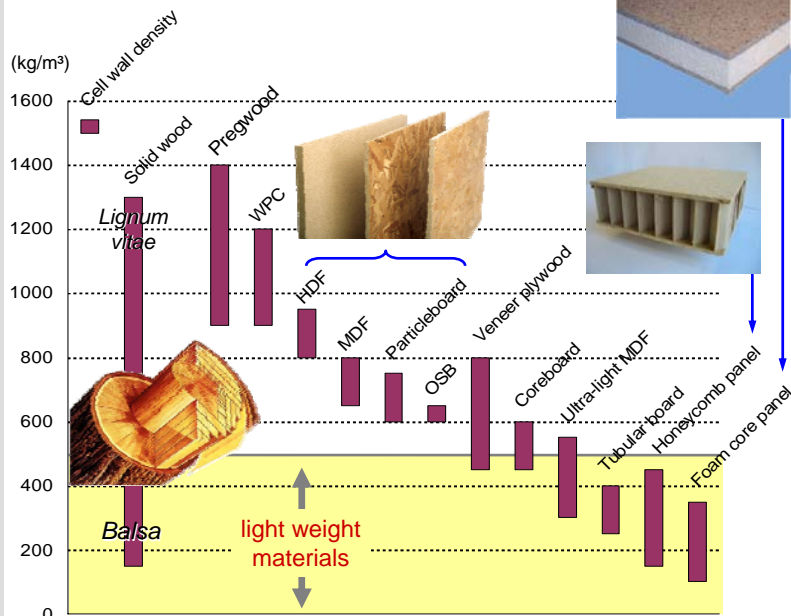 (kg/m³)
1600
1400
1200
1000
800
600
400
200
0
Cell wall density
Solid wood
Pregwood
WPC
HDF
MDF
Particleboard
OSB
Veneer plywood
Coreboard
Ultra-light MDF
Tubular board
Honeycomb panel
Foam core panel
Lignum
vitae
Balsa
light weight
materials